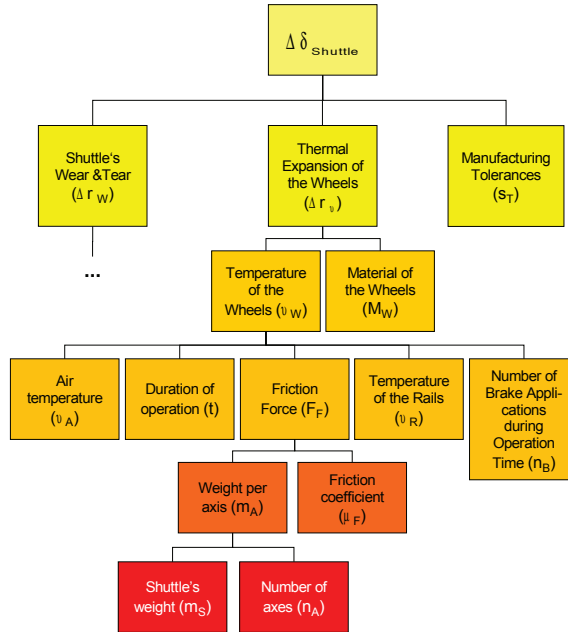 Δ δ Shuttle
Shuttle's
Wear &Tear
(Δ r W)
Thermal
Expansion of
the Wheels
(Δ r υ)
Manufacturing
Tolerances
(sT)
...
Temperature
of the
Wheels (υ W)
Material of
the Wheels
(MW)
Air
temperature
(υ A)
Duration of
operation (t)
Friction
Force (FF)
Temperature
of the Rails
(υ R)
Number of
Brake Appli-
cations
during
Operation
Time (nB)
Weight per
axis (mA)
Friction
coefficient
(μ F)
Shuttle's
weight (mS)
Number of
axes (nA)